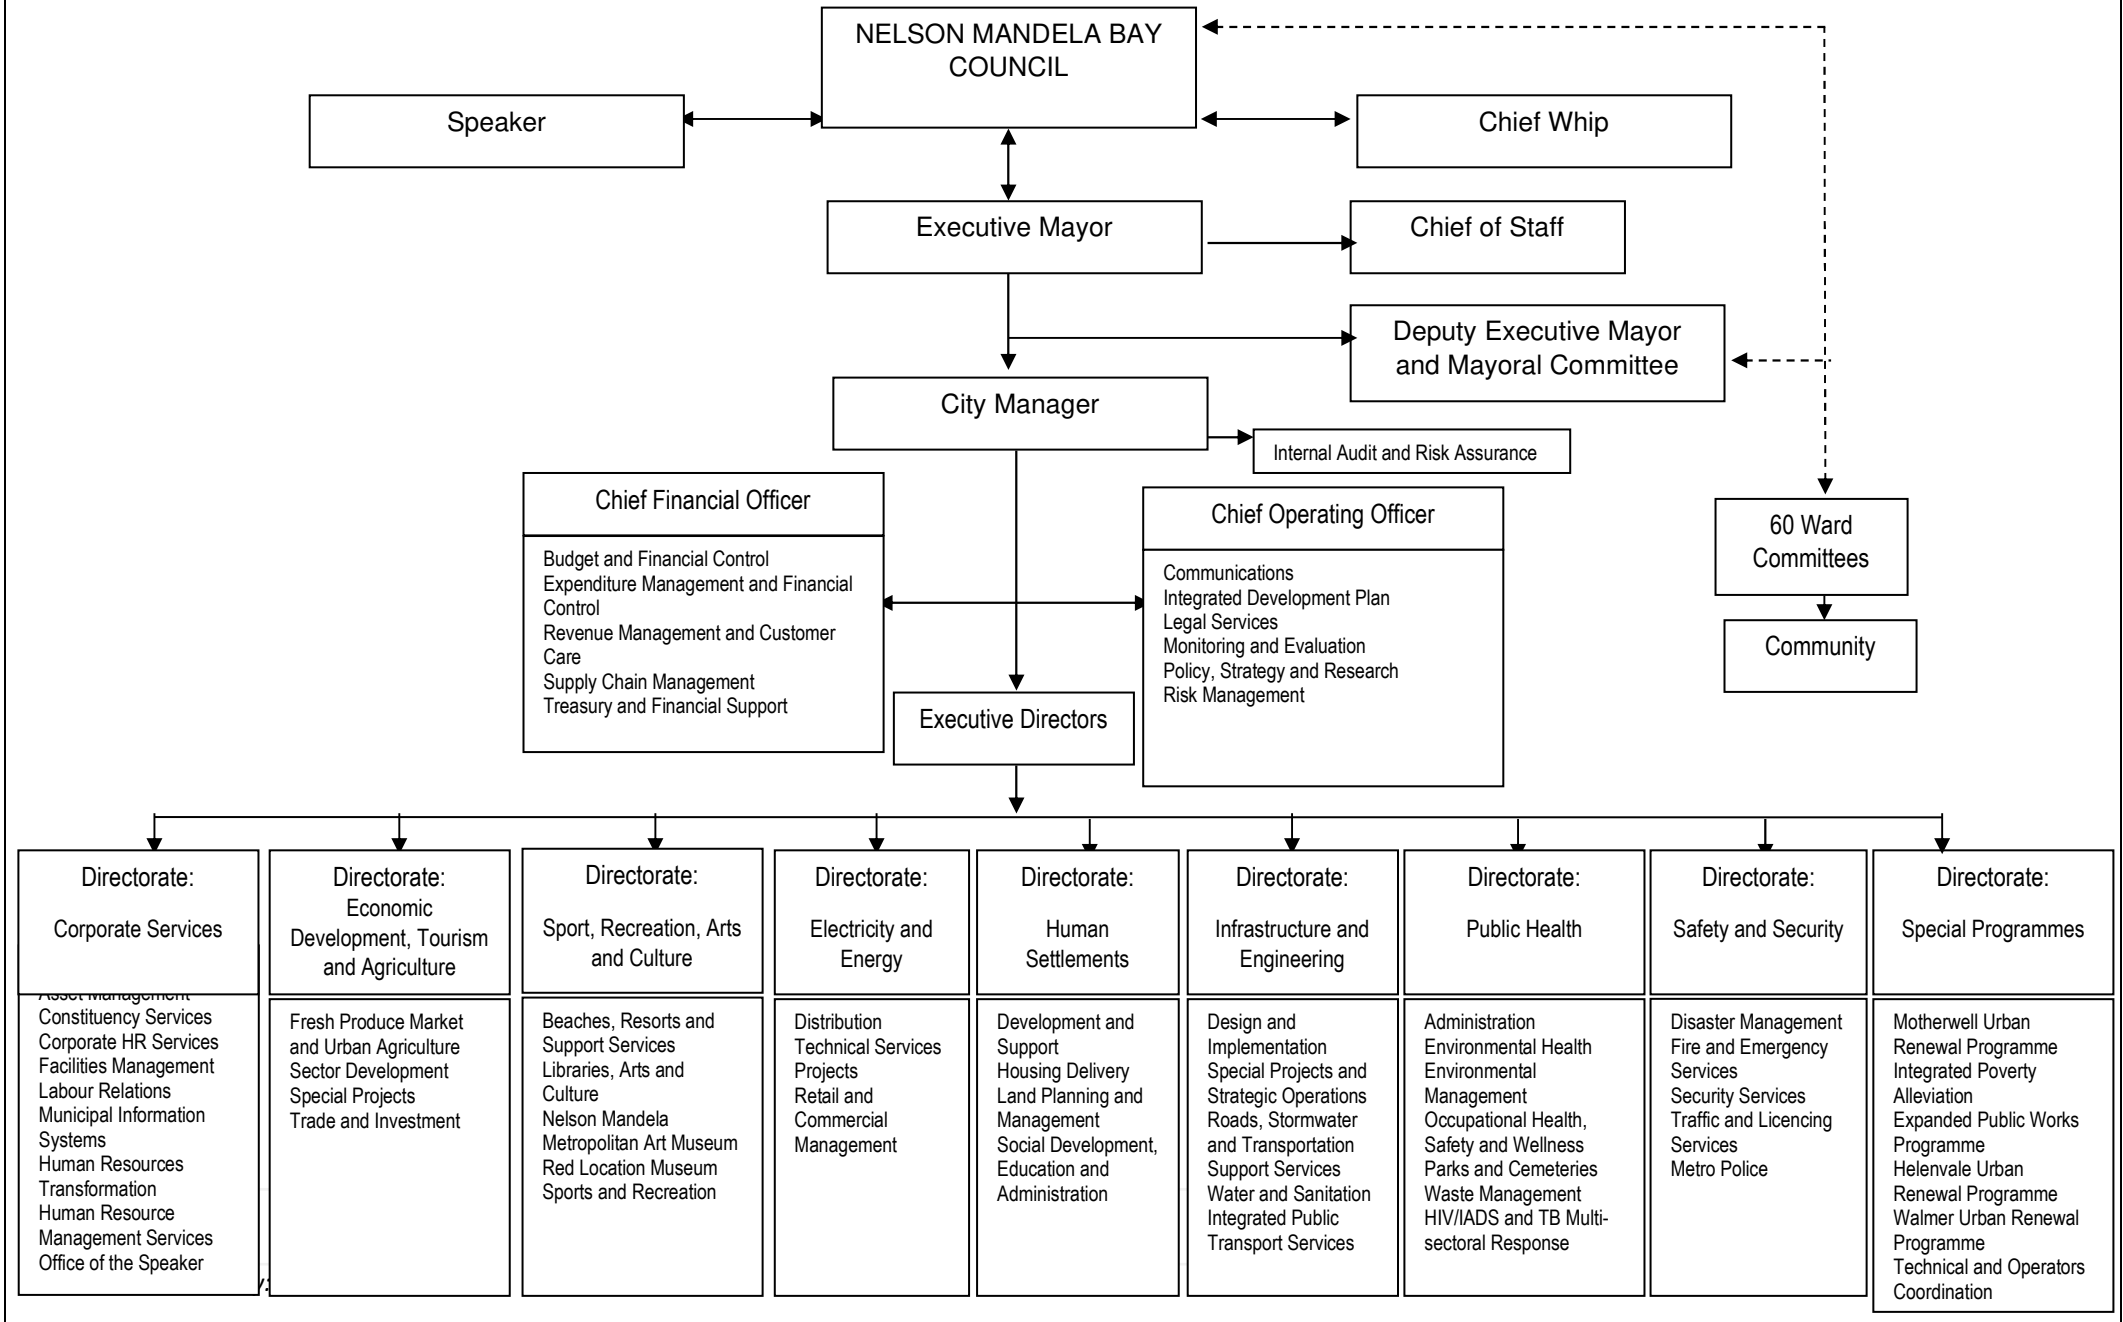 NELSON MANDELA BAY
COUNCIL
Speaker
Chief Whip
Executive Mayor
Chief of Staff
Deputy Executive Mayor
and Mayoral Committee
City Manager
Internal Audit and Risk Assurance
Chief Financial Officer
Budget and Financial Control
Expenditure Management and Financial
Control
Revenue Management and Customer
Care
Supply Chain Management
Treasury and Financial Support
Chief Operating Officer
Communications
Integrated Development Plan
Legal Services
Monitoring and Evaluation
Policy, Strategy and Research
Risk Management
60 Ward
Committees
Community
Executive Directors
Directorate:
Corporate Services
Asset Management
Constituency Services
Corporate HR Services
Facilities Management
Labour Relations
Municipal Information
Systems
Human Resources
Transformation
Human Resource
Management Services
Office of the Speaker
Directorate:
Economic
Development, Tourism
and Agriculture
Fresh Produce Market
and Urban Agriculture
Sector Development
Special Projects
Trade and Investment
Directorate:
Sport, Recreation, Arts
and Culture
Beaches, Resorts and
Support Services
Libraries, Arts and
Culture
Nelson Mandela
Metropolitan Art Museum
Red Location Museum
Sports and Recreation
Directorate:
Electricity and
Energy
Distribution
Technical Services
Projects
Retail and
Commercial
Management
Directorate:
Human
Settlements
Development and
Support
Housing Delivery
Land Planning and
Management
Social Development,
Education and
Administration
Directorate:
Infrastructure and
Engineering
Design and
Implementation
Special Projects and
Strategic Operations
Roads, Stormwater
and Transportation
Support Services
Water and Sanitation
Integrated Public
Transport Services
Directorate:
Public Health
Administration
Environmental Health
Environmental
Management
Occupational Health,
Safety and Wellness
Parks and Cemeteries
Waste Management
HIV/IADS and TB Multi-
sectoral Response
Directorate:
Safety and Security
Disaster Management
Fire and Emergency
Services
Security Services
Traffic and Licencing
Services
Metro Police
Directorate:
Special Programmes
Motherwell Urban
Renewal Programme
Integrated Poverty
Alleviation
Expanded Public Works
Programme
Helenvale Urban
Renewal Programme
Walmer Urban Renewal
Programme
Technical and Operators
Coordination